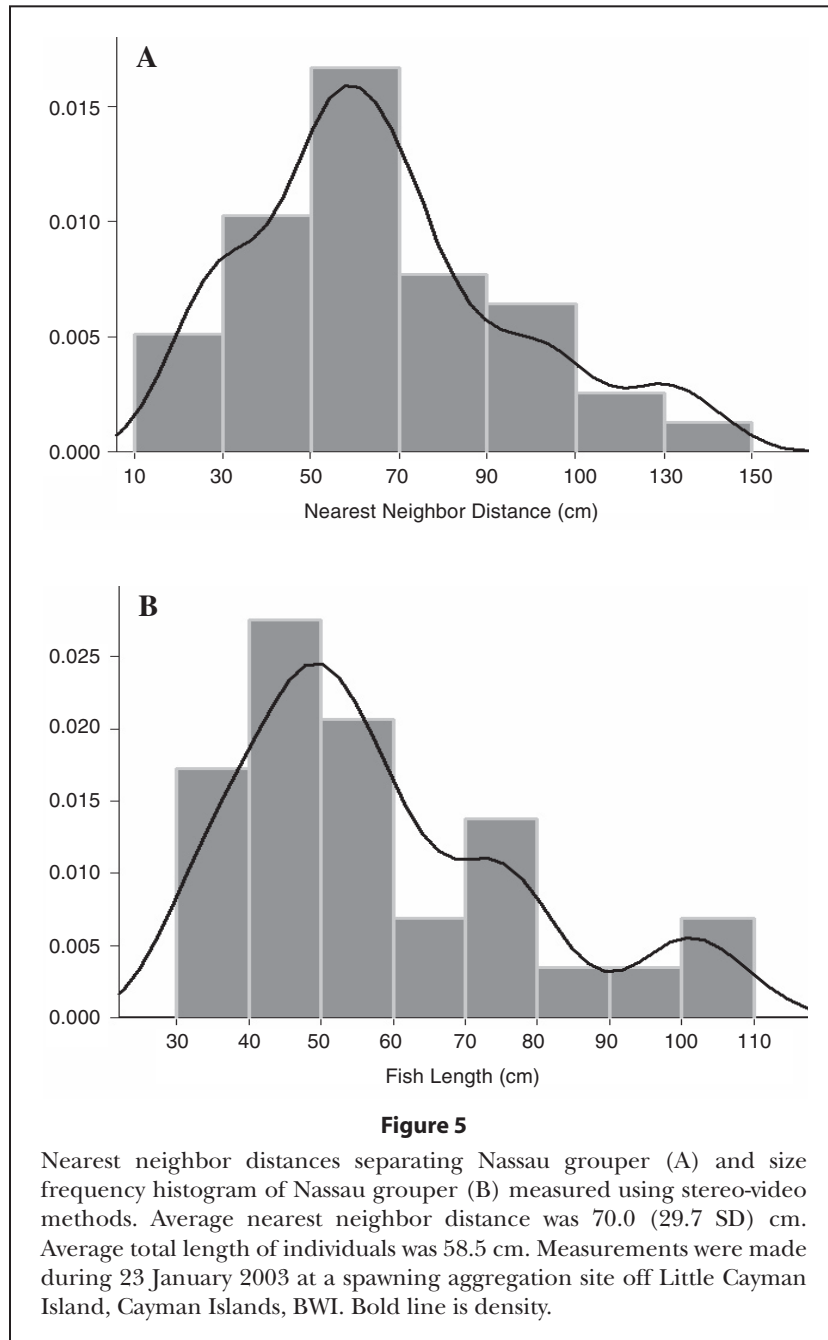 A
0.015
0.010
0.005
0.000
10 30 50 70 90 100 130 150
Nearest Neighbor Distance (cm)
B
0.025
0.020
0.015
0.010
0.005
0.000
30 40 50 60 70 80 90 100 110
Fish Length (cm)
Figure 5
Nearest neighbor distances separating Nassau grouper (A) and size
frequency histogram of Nassau grouper (B) measured using stereo-video
methods. Average nearest neighbor distance was 70.0 (29.7 SD) cm.
Average total length of individuals was 58.5 cm. Measurements were made
during 23 January 2003 at a spawning aggregation site off Little Cayman
Island, Cayman Islands, BWI. Bold line is density.